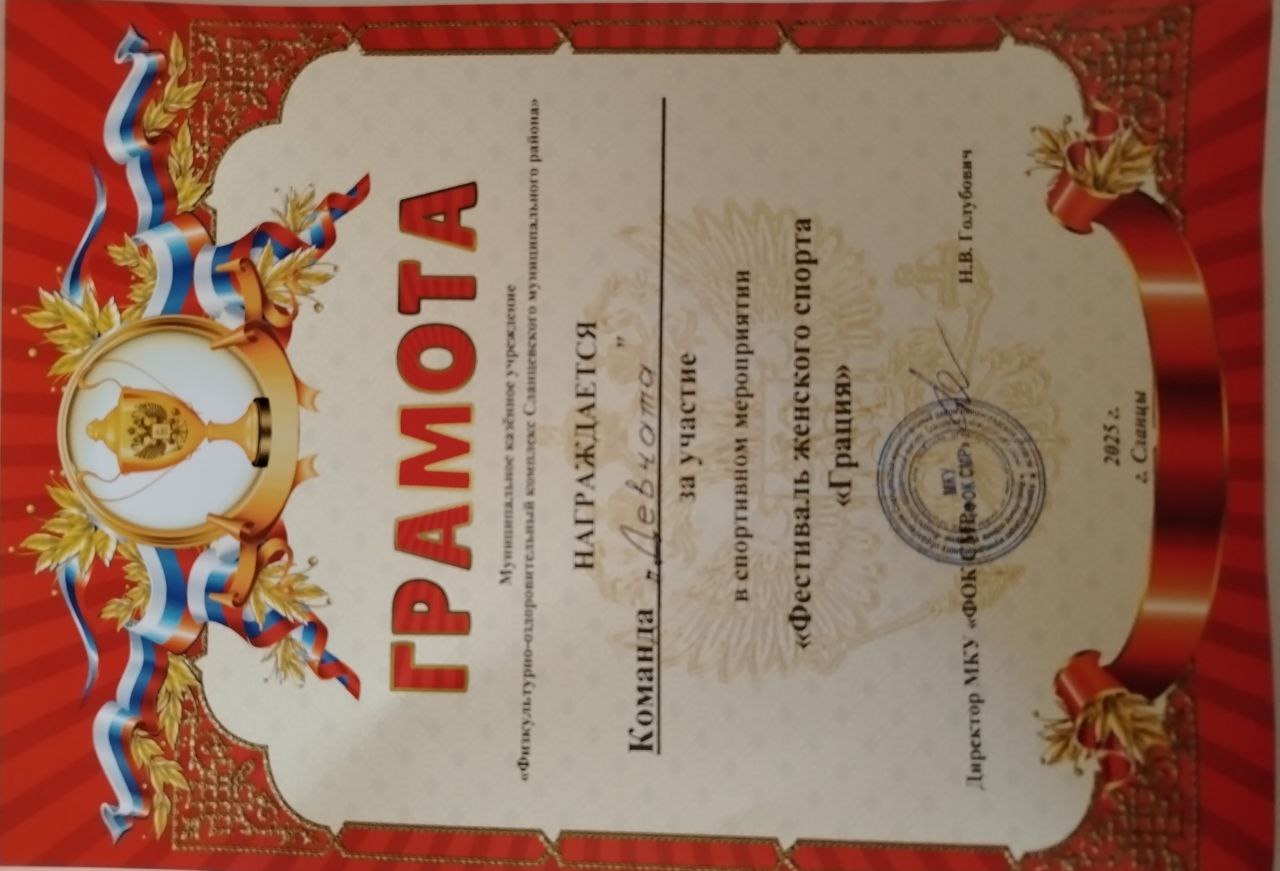 ГРАМОТА
Муниципальное казённое учреждение
«Физкультурно-оздоровительный комплекс Сланцевского муниципального района»
НАГРАЖДАЕТСЯ
Команда „Девчата”
за участие
в спортивном мероприятии
«Фестиваль женского спорта
«Грация»
МКУ
Директор МКУ «ФОК СМР» Н.В. Голубович
2025 г.
г. Сланцы